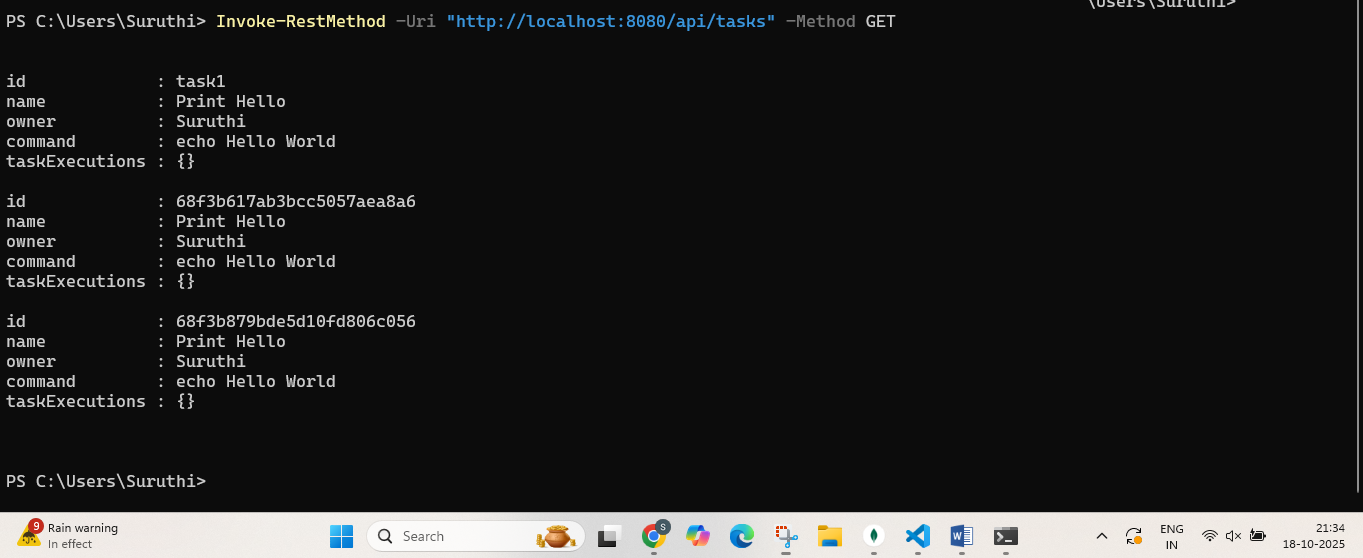 \Users\Suruthi>
PS C:\Users\Suruthi> Invoke-RestMethod -Uri "http://localhost:8080/api/tasks" -Method GET
id : task1
name : Print Hello
owner : Suruthi
command : echo Hello World
taskExecutions : {}
id : 68f3b617ab3bcc5057aea8a6
name : Print Hello
owner : Suruthi
command : echo Hello World
taskExecutions : {}
id : 68f3b879bde5d10fd806c056
name : Print Hello
owner : Suruthi
command : echo Hello World
taskExecutions : {}
PS C:\Users\Suruthi>
9
Rain warning
In effect
Search
S
W
ENG
IN
21:34
18-10-2025